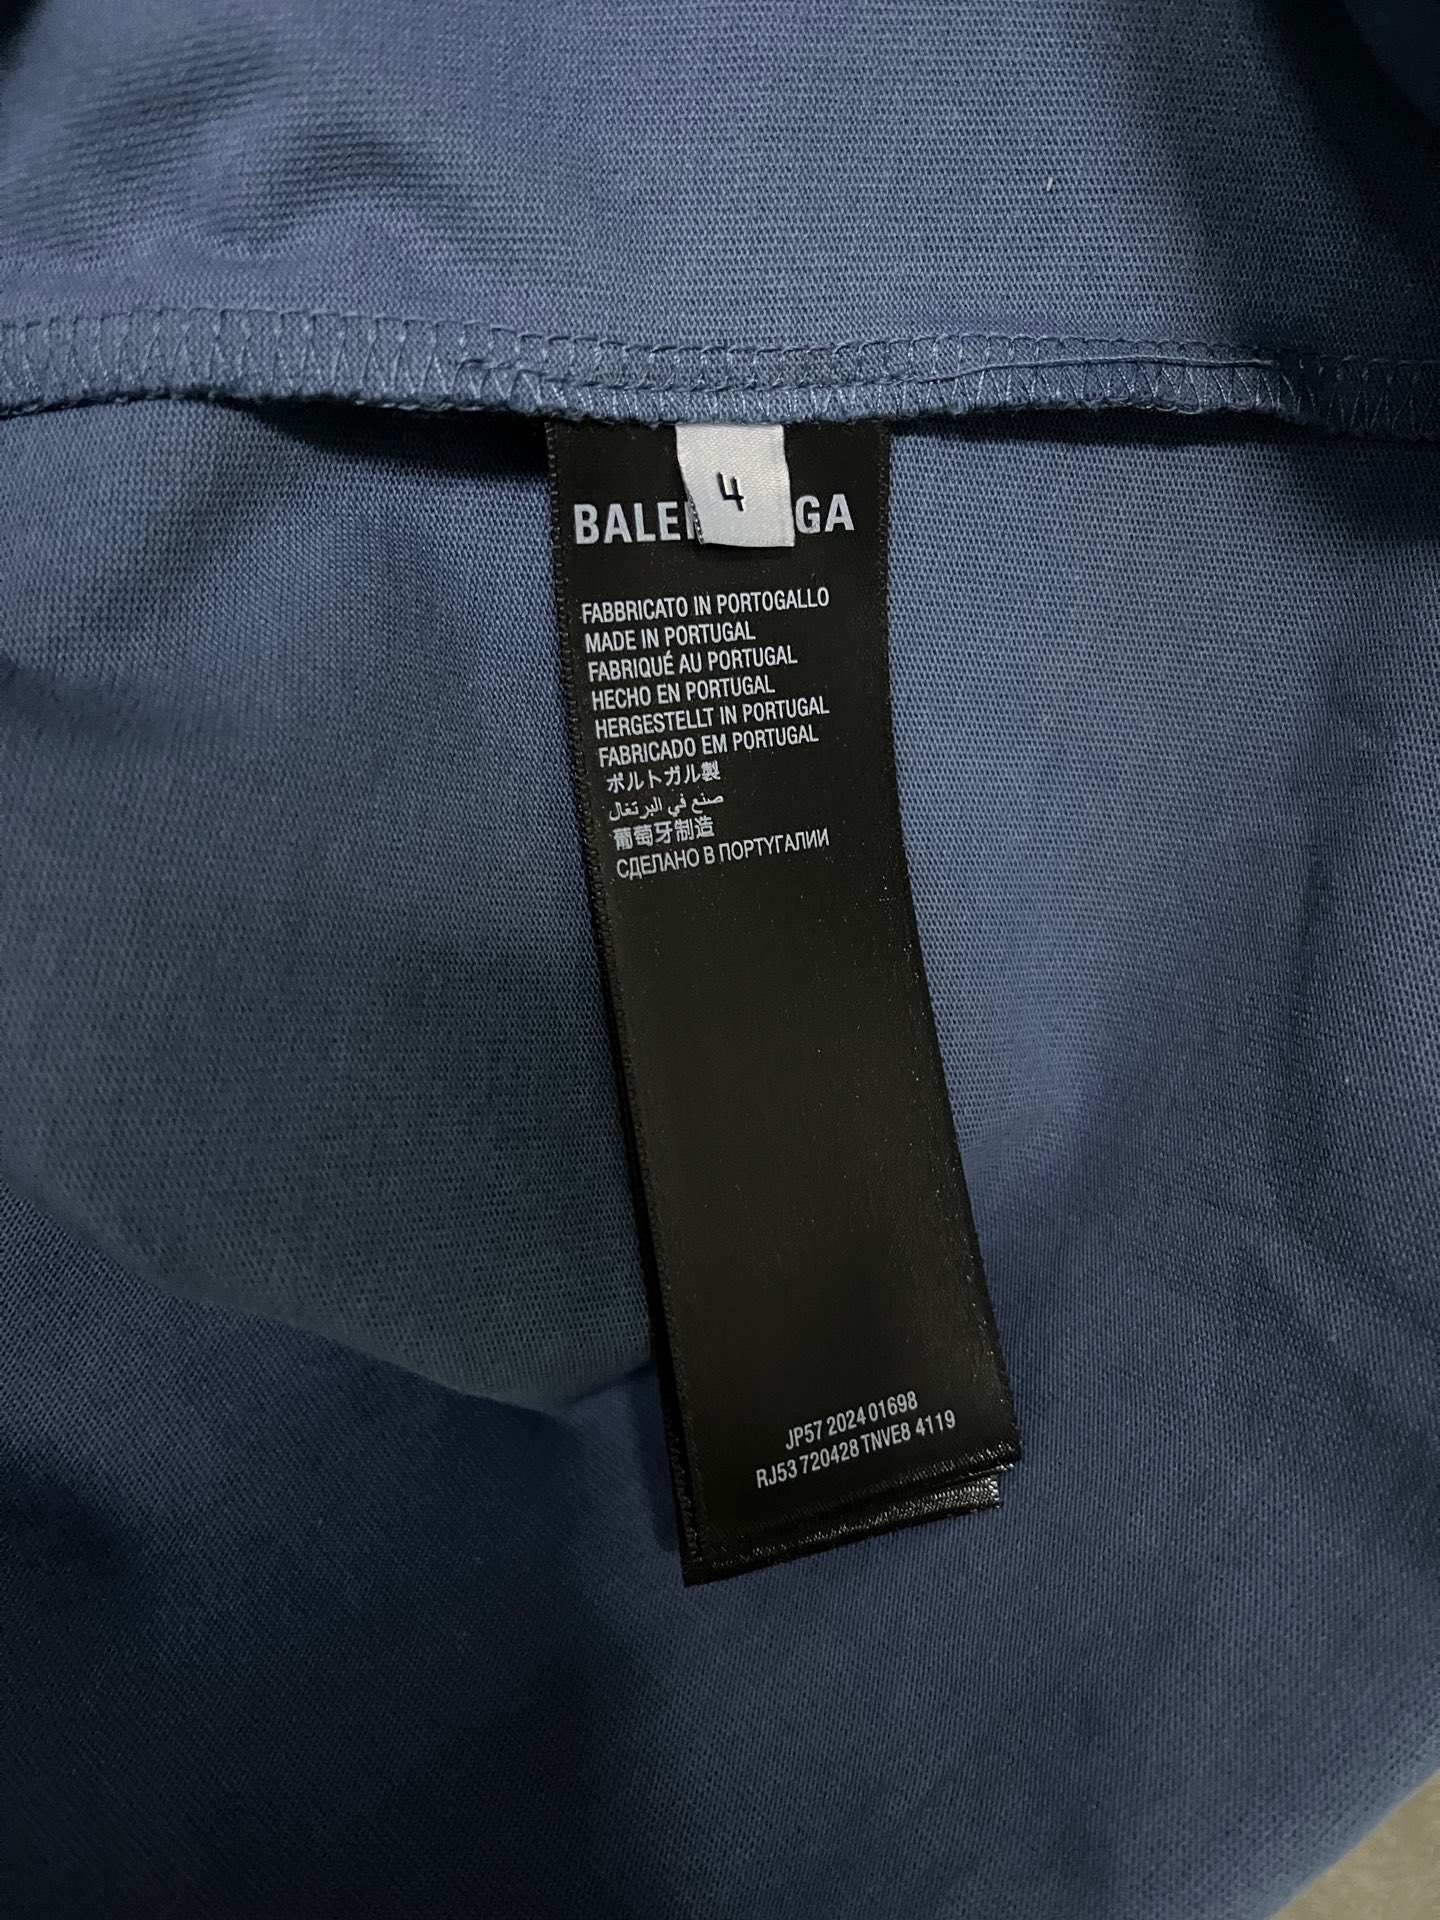 4
BALE GA
FABBRICATO IN PORTOGALLO
MADE IN PORTUGAL
FABRIQUÉ AU PORTUGAL
HECHO EN PORTUGAL
HERGESTELLT IN PORTUGAL
FABRICADO EM PORTUGAL
ポルトガル製
صنع في البرتغال
葡萄牙制造
СДЕЛАНО В ПОРТУГАЛИИ
JP57 2024 01698
RJ53 720428 TNVE8 4119